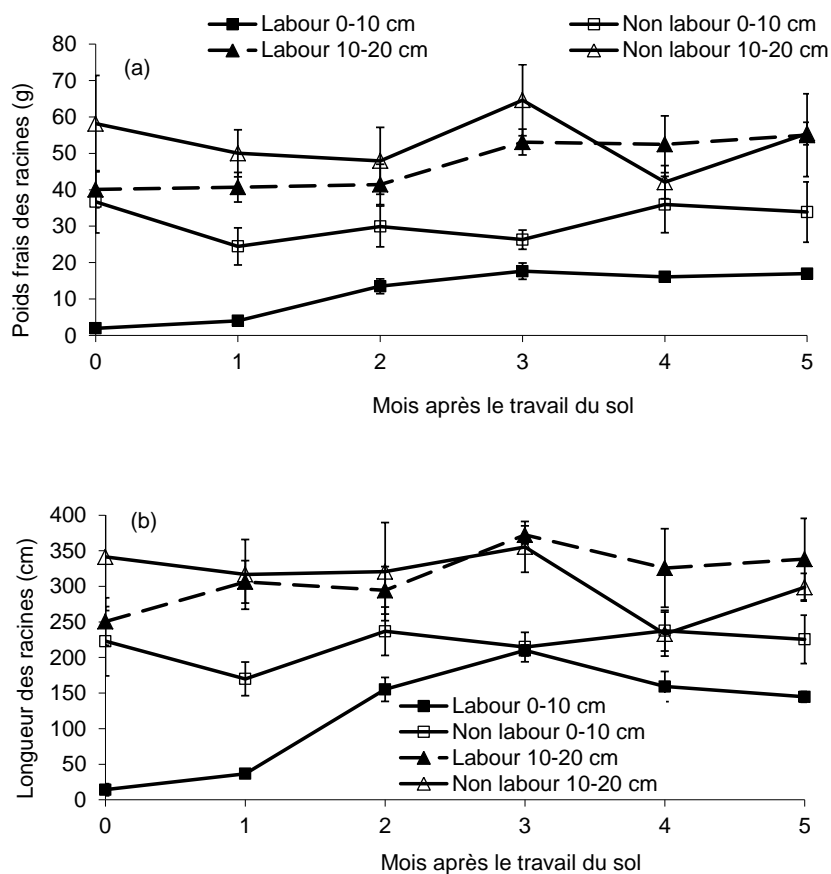 Labour 0-10 cm Non labour 0-10 cm
Labour 10-20 cm Non labour 10-20 cm
(a)
Poids frais des racines (g)
80
70
60
50
40
30
20
10
0
0 1 2 3 4 5
Mois après le travail du sol
(b)
Longueur des racines (cm)
400
350
300
250
200
150
100
50
0
Labour 0-10 cm
Non labour 0-10 cm
Labour 10-20 cm
Non labour 10-20 cm
0 1 2 3 4 5
Mois après le travail du sol